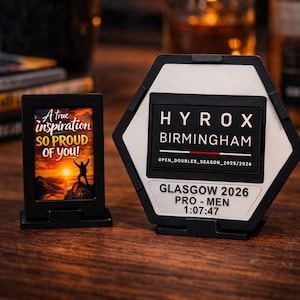 A true
inspiration
SO PROUD
OF YOU!
HYROX
BIRMINGHAM
OPEN_DOUBLES_SEASON_2025/2026
GLASGOW 2026
PRO - MEN
1:07:47